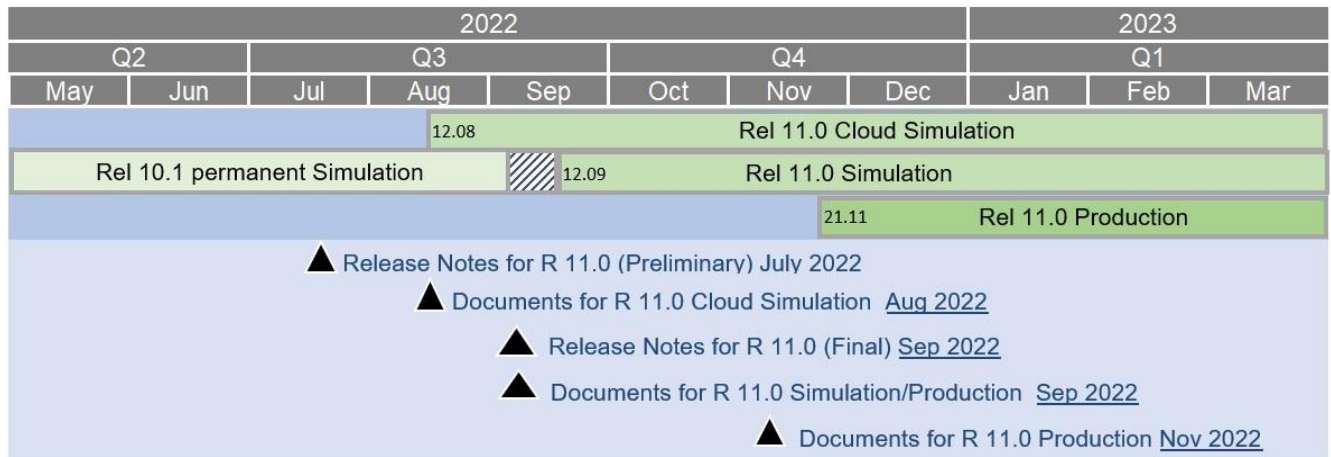 2022 2023
Q2 Q3 Q4 Q1
May Jun Jul Aug Sep Oct Nov Dec Jan Feb Mar
12.08 Rel 11.0 Cloud Simulation
Rel 10.1 permanent Simulation 12.09 Rel 11.0 Simulation
21.11 Rel 11.0 Production
Release Notes for R 11.0 (Preliminary) July 2022
Documents for R 11.0 Cloud Simulation Aug 2022
Release Notes for R 11.0 (Final) Sep 2022
Documents for R 11.0 Simulation/Production Sep 2022
Documents for R 11.0 Production Nov 2022